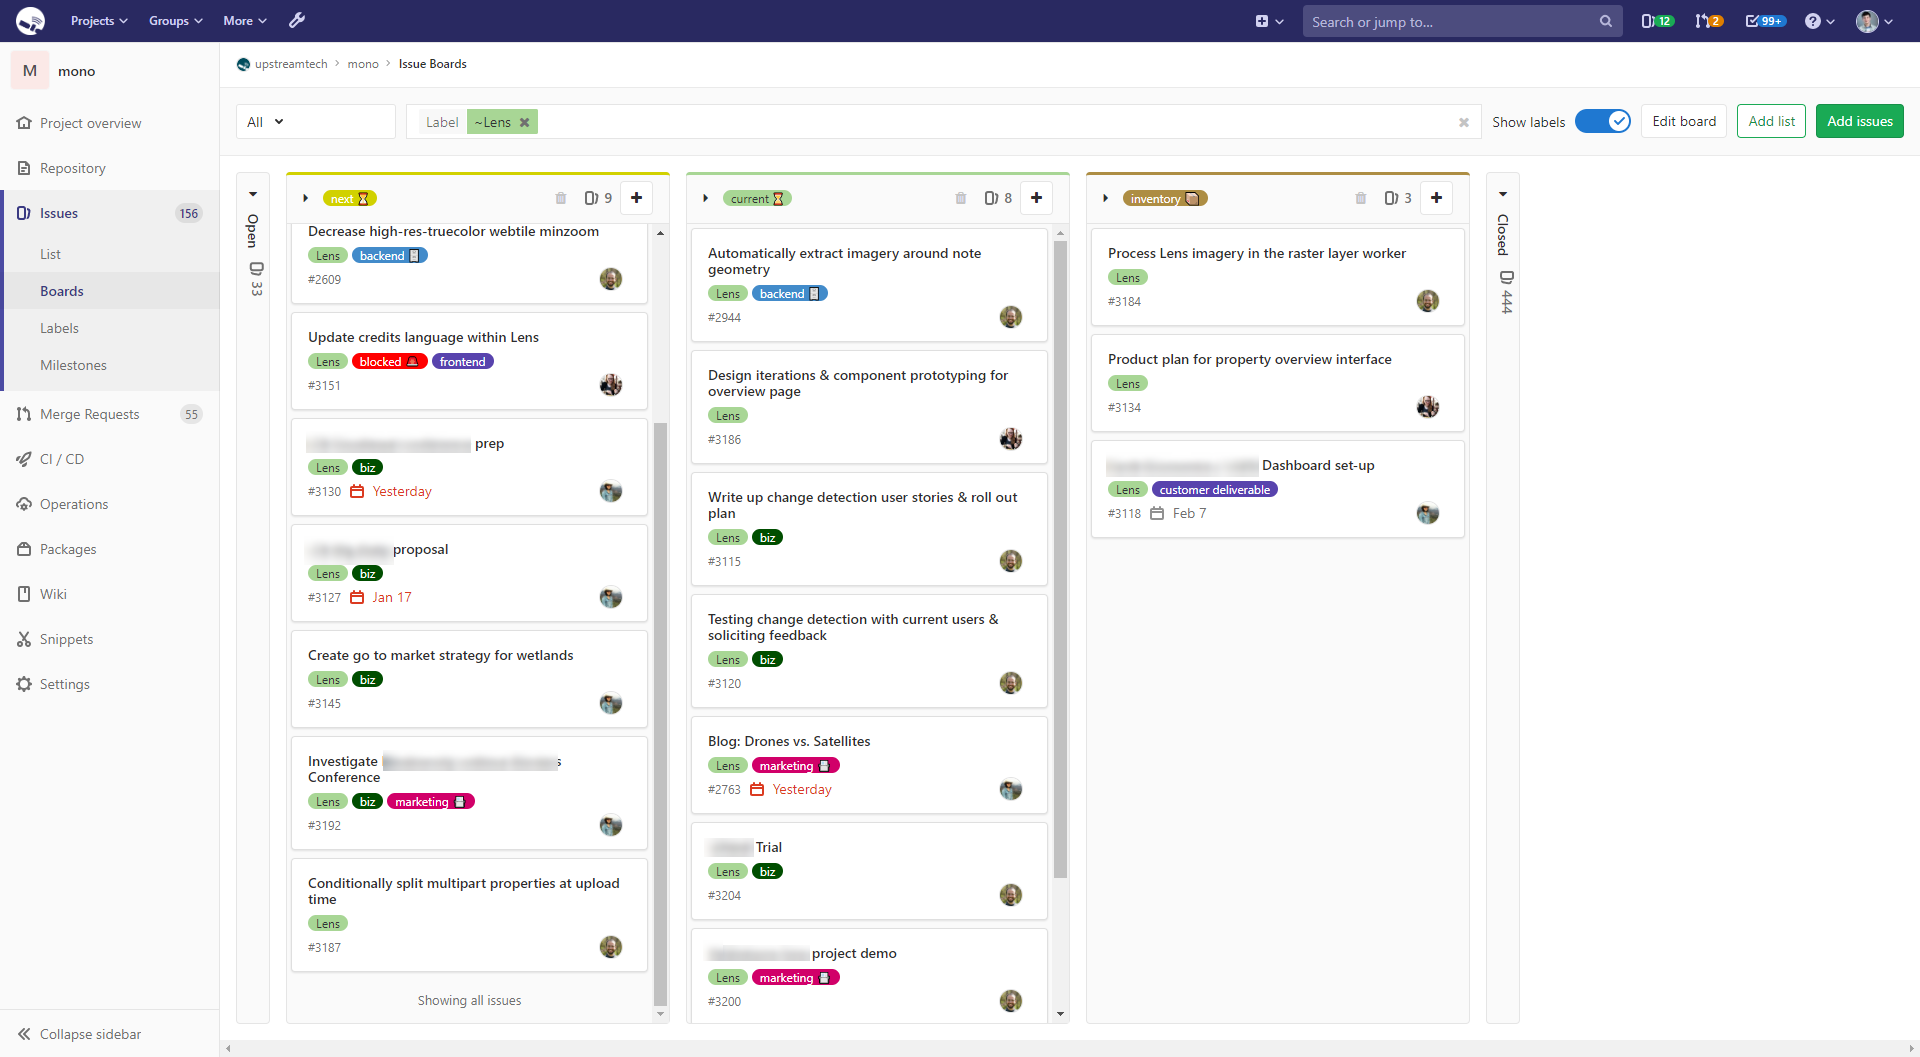 Projects
Groups
More
Search or jump to...
12
2
99+
M
mono
Project overview
Repository
Issues
156
List
Boards
Labels
Milestones
Merge Requests
55
CI / CD
Operations
Packages
Wiki
Snippets
Settings
Collapse sidebar
upstreamtech › mono › Issue Boards
All
Label ~Lens
Show labels
Edit board
Add list
Add issues
Open
33
next
9
Decrease high-res-truecolor webtile minzoom
Lens backend
#2609
Update credits language within Lens
Lens blocked frontend
#3151
prep
Lens biz
#3130 Yesterday
proposal
Lens biz
#3127 Jan 17
Create go to market strategy for wetlands
Lens biz
#3145
Investigate
Conference
Lens biz marketing
#3192
Conditionally split multipart properties at upload
time
Lens
#3187
Showing all issues
current
8
Automatically extract imagery around note
geometry
Lens backend
#2944
Design iterations & component prototyping for
overview page
Lens
#3186
Write up change detection user stories & roll out
plan
Lens biz
#3115
Testing change detection with current users &
soliciting feedback
Lens biz
#3120
Blog: Drones vs. Satellites
Lens marketing
#2763 Yesterday
Trial
Lens biz
#3204
project demo
Lens marketing
#3200
inventory
3
Process Lens imagery in the raster layer worker
Lens
#3184
Product plan for property overview interface
Lens
#3134
Dashboard set-up
Lens customer deliverable
#3118 Feb 7
Closed
444